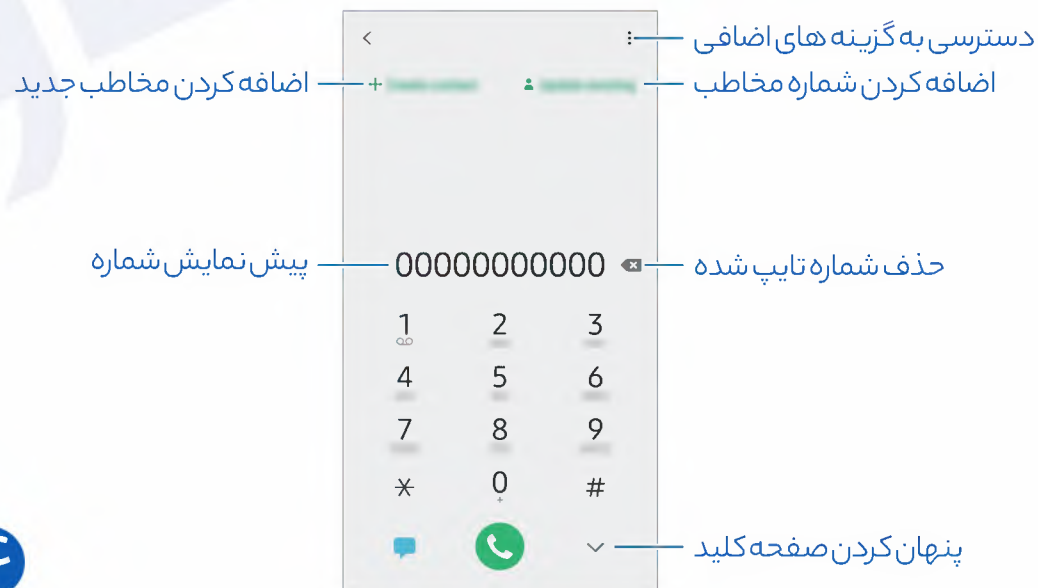 دسترسی به گزینه های اضافی
اضافه کردن شماره مخاطب
اضافه کردن مخاطب جدید
00000000000
حذف شماره تایپ شده
پیش نمایش شماره
1 2 3
4 5 6
7 8 9
* 0 #
+
پنهان کردن صفحه کلید